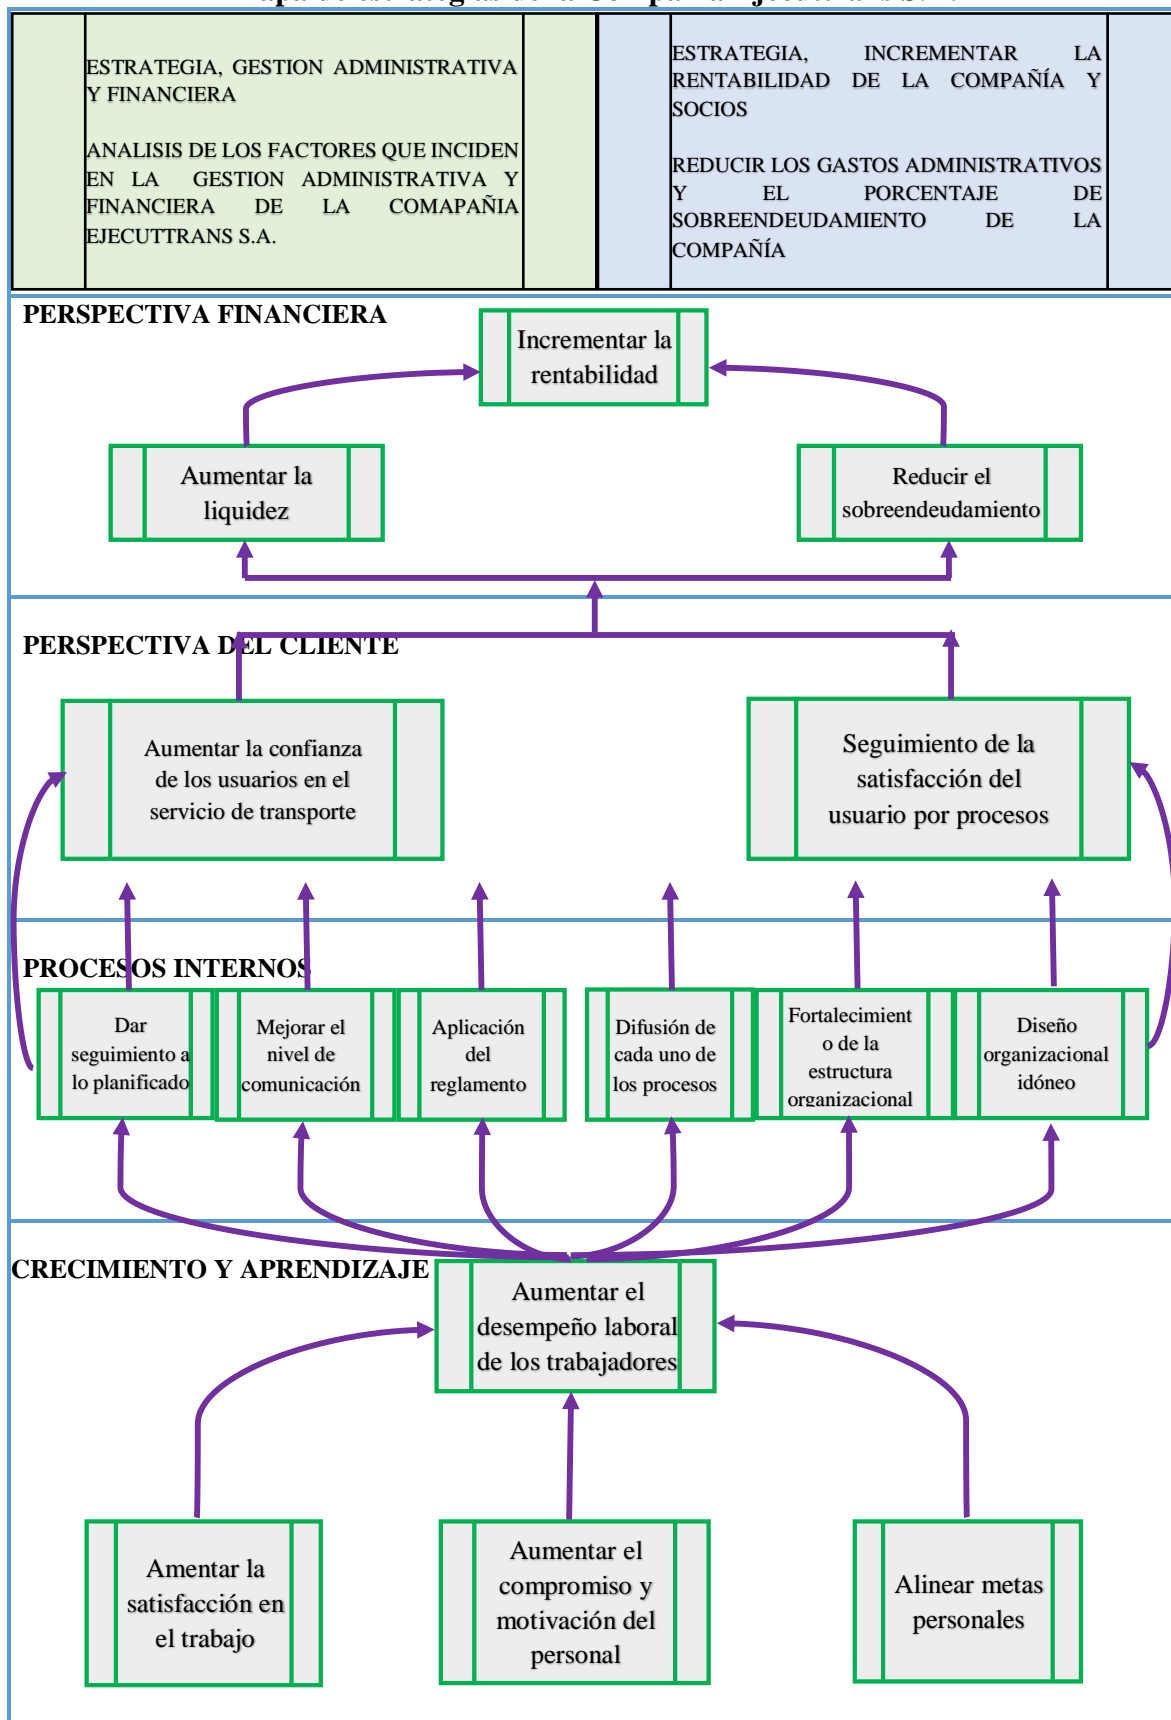 ESTRATEGIA, GESTION ADMINISTRATIVA
Y FINANCIERA
ANALISIS DE LOS FACTORES QUE INCIDEN
EN LA GESTION ADMINISTRATIVA Y
FINANCIERA DE LA COMAPAÑIA
EJECUTTRANS S.A.
ESTRATEGIA, INCREMENTAR LA
RENTABILIDAD DE LA COMPAÑÍA Y
SOCIOS
REDUCIR LOS GASTOS ADMINISTRATIVOS
Y EL PORCENTAJE DE
SOBREENDEUDAMIENTO DE LA
COMPAÑÍA
PERSPECTIVA FINANCIERA
Incrementar la
rentabilidad
Aumentar la
liquidez
Reducir el
sobreendeudamiento
PERSPECTIVA DEL CLIENTE
Aumentar la confianza
de los usuarios en el
servicio de transporte
Seguimiento de la
satisfacción del
usuario por procesos
PROCESOS INTERNOS
Dar
seguimiento a
lo planificado
Mejorar el
nivel de
comunicación
Aplicación
del
reglamento
Difusión de
cada uno de
los procesos
Fortalecimient
o de la
estructura
organizacional
Diseño
organizacional
idóneo
CRECIMIENTO Y APRENDIZAJE
Aumentar el
desempeño laboral
de los trabajadores
Amentar la
satisfacción en
el trabajo
Aumentar el
compromiso y
motivación del
personal
Alinear metas
personales